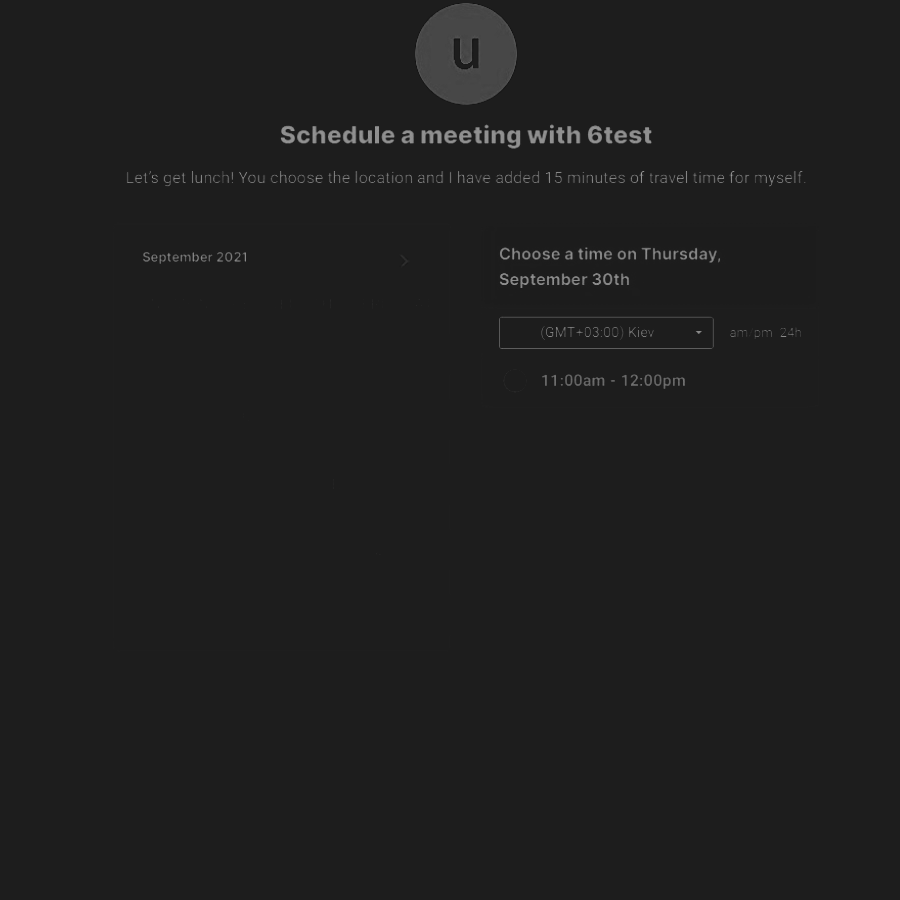 u
Schedule a meeting with 6test
Let's get lunch! You choose the location and I have added 15 minutes of travel time for myself.
September 2021
Choose a time on Thursday,
September 30th
(GMT+03:00) Kiev
am/pm 24h
11:00am - 12:00pm